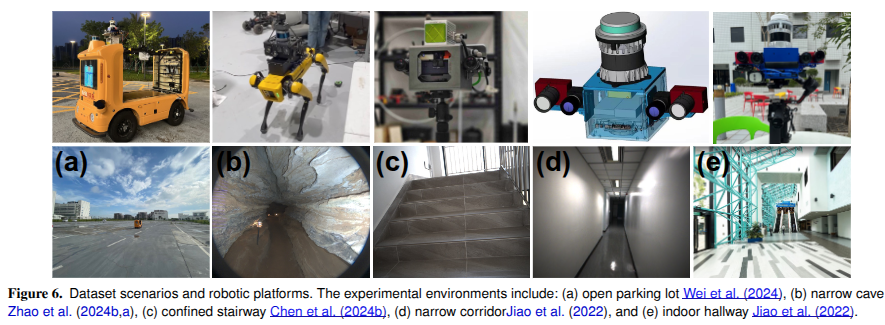 (a) (b) (c) (d) (e)
Figure 6. Dataset scenarios and robotic platforms. The experimental environments include: (a) open parking lot Wei et al. (2024), (b) narrow cave
Zhao et al. (2024b,a), (c) confined stairway Chen et al. (2024b), (d) narrow corridorJiao et al. (2022), and (e) indoor hallway Jiao et al. (2022).